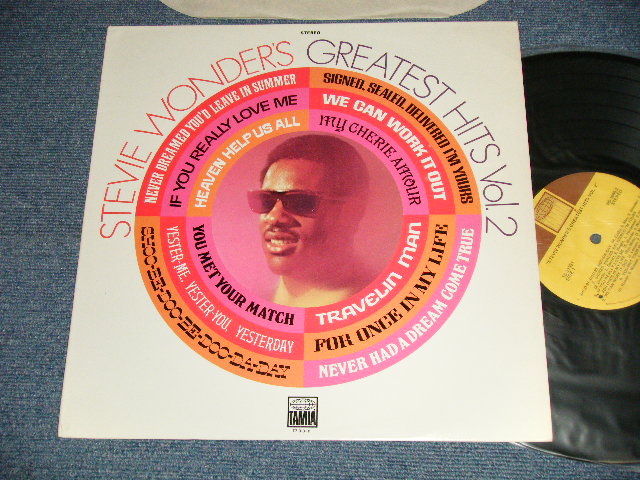 STEREO
STEVIE WONDER'S GREATEST HITS Vol. 2
NEVER DREAMED YOU'D LEAVE IN SUMMER
IF YOU REALLY LOVE ME
HEAVEN HELP US ALL
SIGNED, SEALED, DELIVERED I'M YOURS
WE CAN WORK IT OUT
MY CHERIE AMOUR
SHOO-BE-DOO-BE-DOO-DA-DAY
YESTER-ME, YESTER-YOU, YESTERDAY
YOU MET YOUR MATCH
TRAVELIN MAN
FOR ONCE IN MY LIFE
NEVER HAD A DREAM COME TRUE
TAMLA